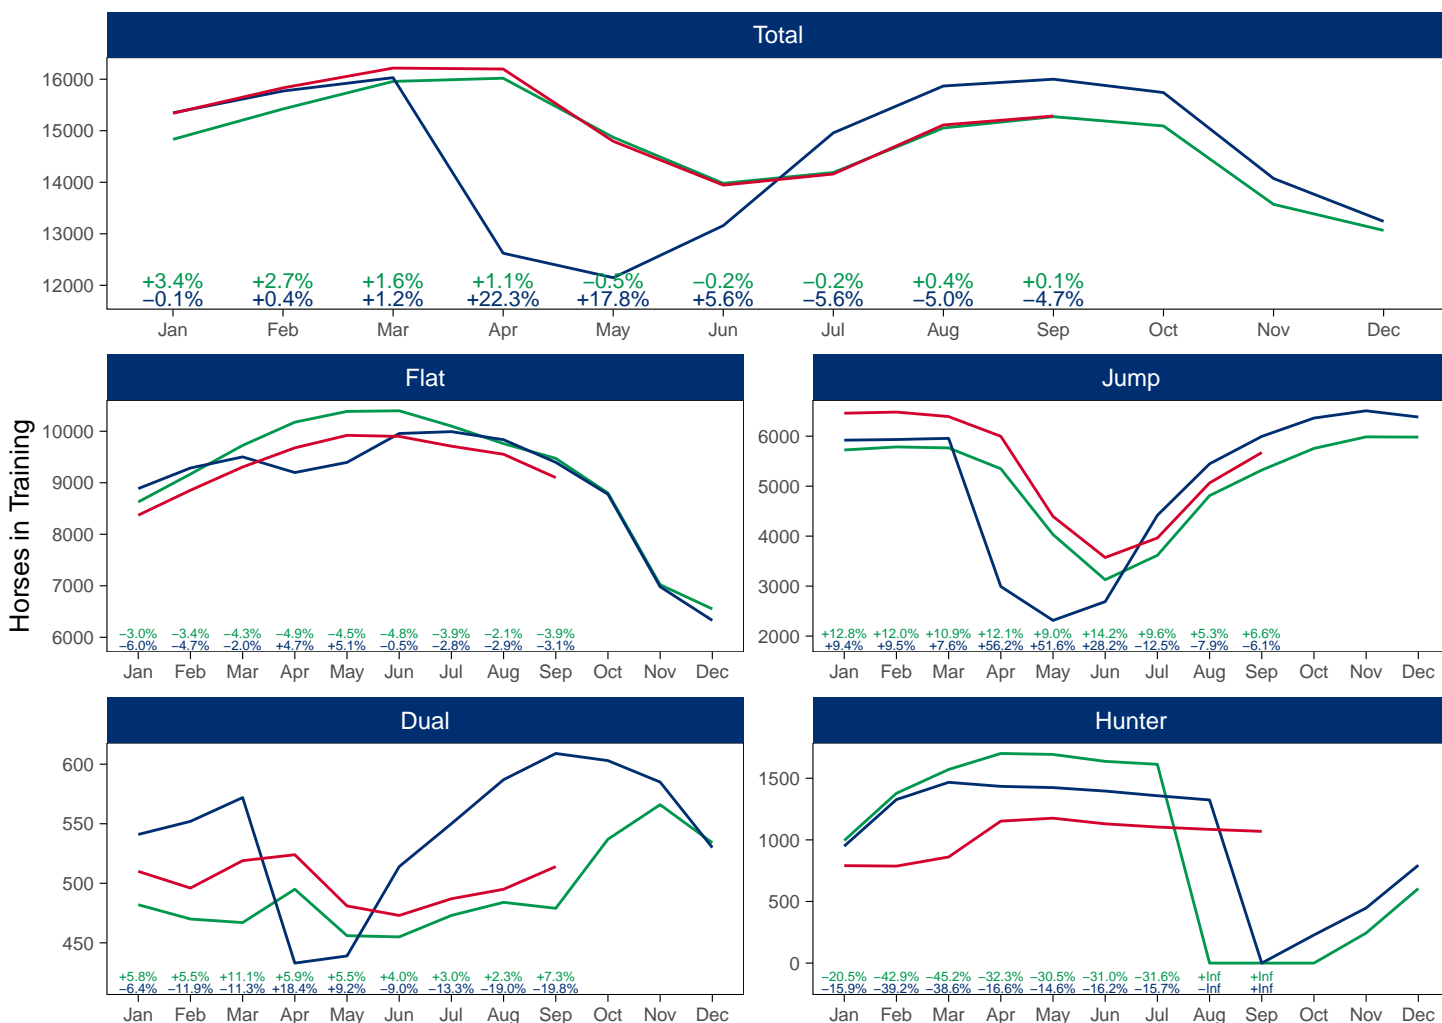 Total
16000
15000
14000
13000
12000
+3.4% +2.7% +1.6% +1.1% −0.5% −0.2% −0.2% +0.4% +0.1%
−0.1% +0.4% +1.2% +22.3% +17.8% +5.6% −5.6% −5.0% −4.7%
Jan Feb Mar Apr May Jun Jul Aug Sep Oct Nov Dec
Horses in Training
Flat
10000
9000
8000
7000
6000
−3.0% −3.4% −4.3% −4.9% −4.5% −4.8% −3.9% −2.1% −3.9%
−6.0% −4.7% −2.0% +4.7% +5.1% −0.5% −2.8% −2.9% −3.1%
Jan Feb Mar Apr May Jun Jul Aug Sep Oct Nov Dec
Jump
6000
5000
4000
3000
2000
+12.8% +12.0% +10.9% +12.1% +9.0% +14.2% +9.6% +5.3% +6.6%
+9.4% +9.5% +7.6% +56.2% +51.6% +28.2% −12.5% −7.9% −6.1%
Jan Feb Mar Apr May Jun Jul Aug Sep Oct Nov Dec
Dual
600
550
500
450
+5.8% +5.5% +11.1% +5.9% +5.5% +4.0% +3.0% +2.3% +7.3%
−6.4% −11.9% −11.3% +18.4% +9.2% −9.0% −13.3% −19.0% −19.8%
Jan Feb Mar Apr May Jun Jul Aug Sep Oct Nov Dec
Hunter
1500
1000
500
0
−20.5% −42.9% −45.2% −32.3% −30.5% −31.0% −31.6% +Inf +Inf
−15.9% −39.2% −38.6% −16.6% −14.6% −16.2% −15.7% −Inf +Inf
Jan Feb Mar Apr May Jun Jul Aug Sep Oct Nov Dec